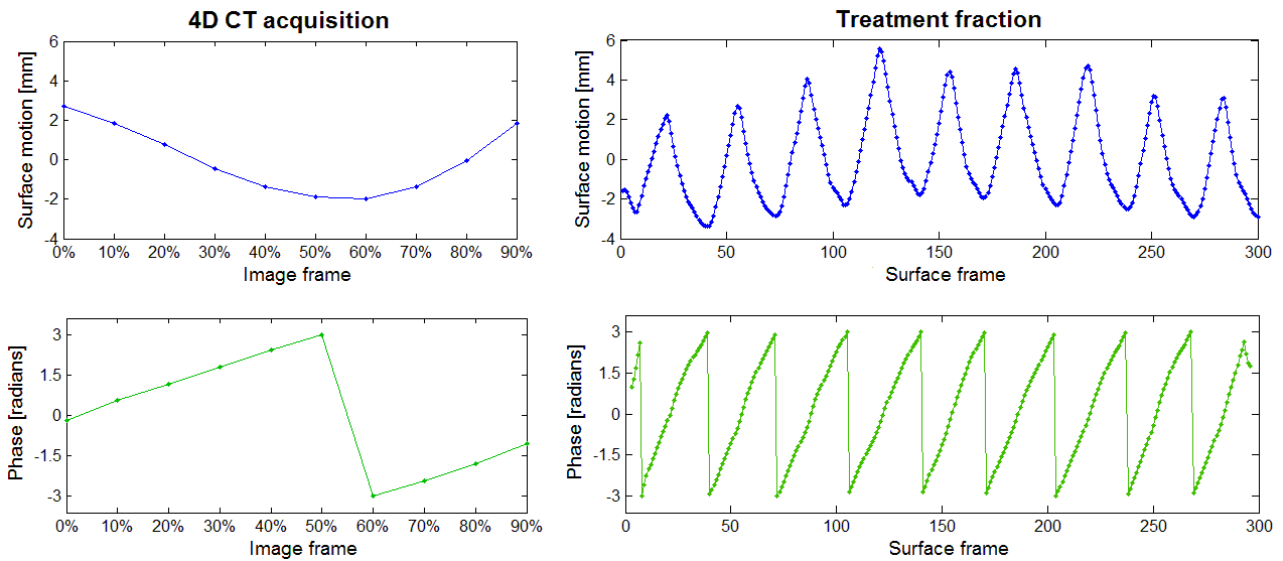 4D CT acquisition
Surface motion [mm]
6
4
2
0
-2
-4
0% 10% 20% 30% 40% 50% 60% 70% 80% 90%
Image frame
Treatment fraction
Surface motion [mm]
6
4
2
0
-2
-4
0 50 100 150 200 250 300
Surface frame
Phase [radians]
3
1.5
0
-1.5
-3
0% 10% 20% 30% 40% 50% 60% 70% 80% 90%
Image frame
Phase [radians]
3
1.5
0
-1.5
-3
0 50 100 150 200 250 300
Surface frame